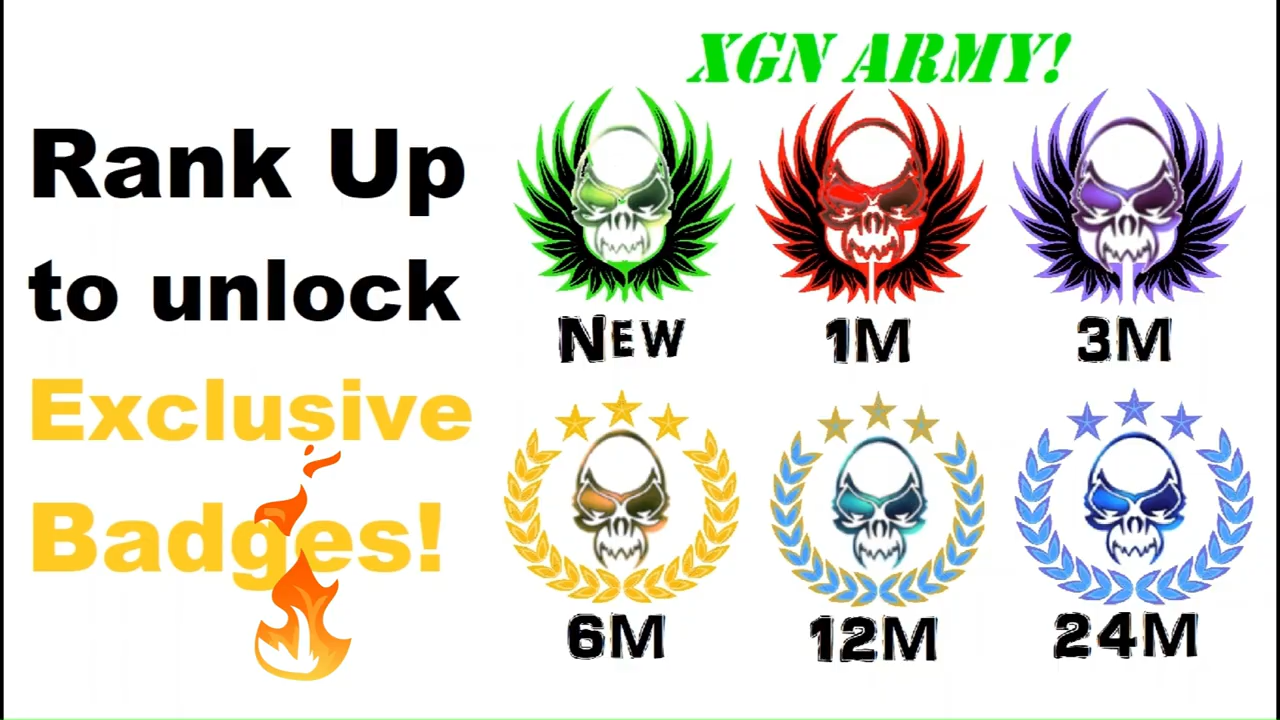 Rank Up
to unlock
Exclusive
Badges!
XGN ARMY!
New
1M
3M
6M
12M
24M